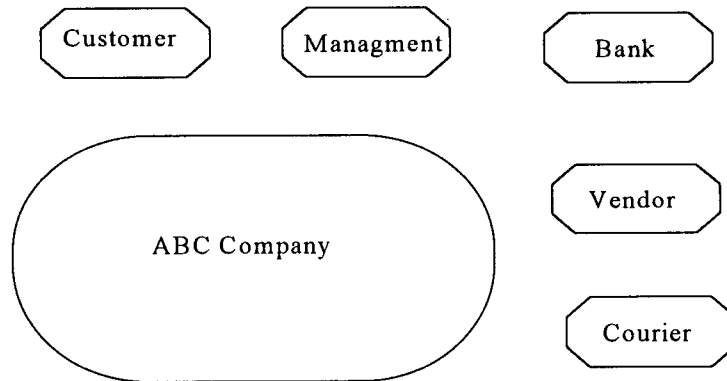 Customer
Managment
Bank
Vendor
ABC Company
Courier